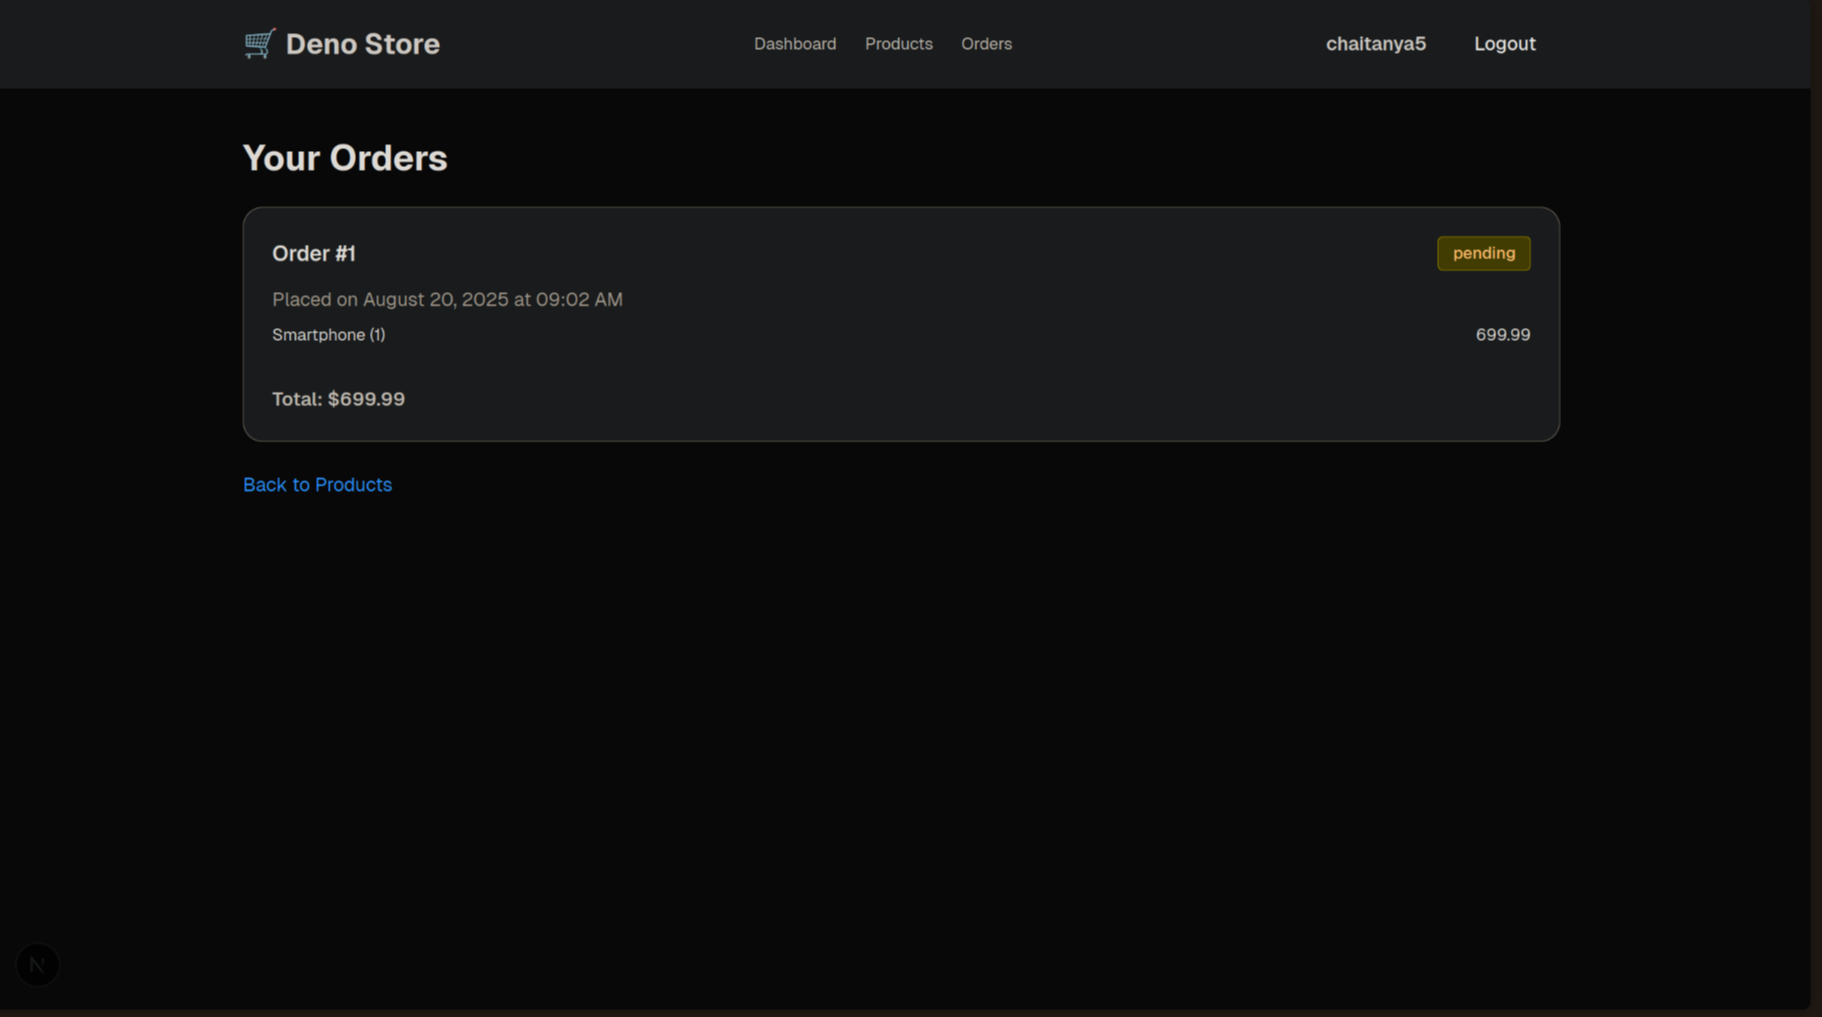 Deno Store
Dashboard
Products
Orders
chaitanya5
Logout
Your Orders
Order #1
pending
Placed on August 20, 2025 at 09:02 AM
Smartphone (1)
699.99
Total: $699.99
Back to Products
N